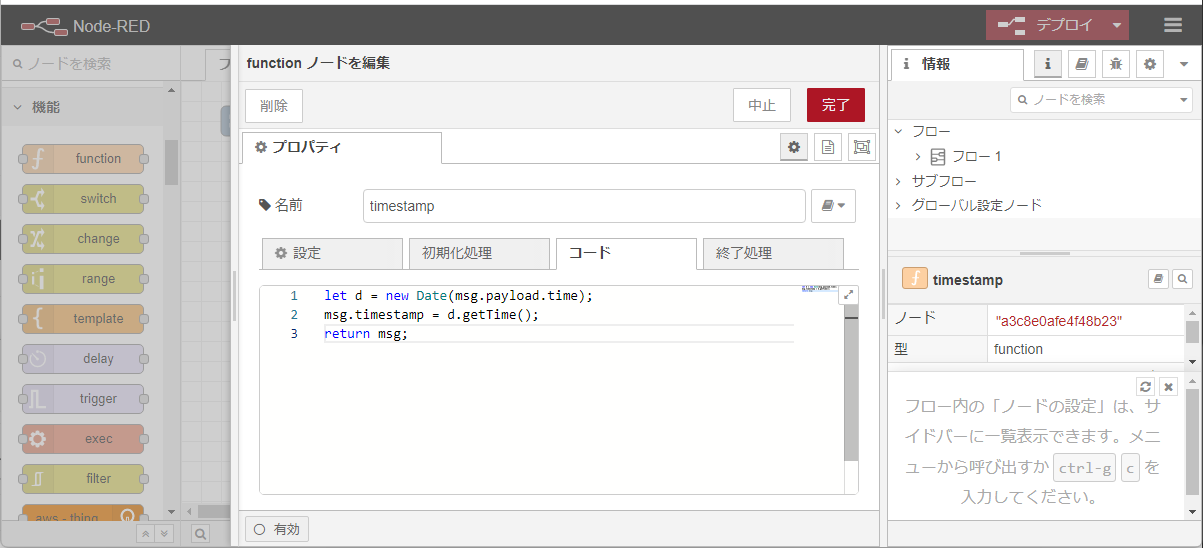 Node-RED
デプロイ
ノードを検索
フ
機能
function
switch
change
range
template
delay
trigger
exec
filter
aws - thing
function ノードを編集
削除
中止
完了
プロパティ
名前
timestamp
設定
初期化処理
コード
終了処理
1 let d = new Date(msg.payload.time);
2 msg.timestamp = d.getTime();
3 return msg;
有効
情報
ノードを検索
フロー
フロー 1
サブフロー
グローバル設定ノード
timestamp
ノード "a3c8e0afe4f48b23"
型 function
フロー内の「ノードの設定」は、サ
イドバーに一覧表示できます。メニ
ューから呼び出すか ctrl-g c を
入力してください。